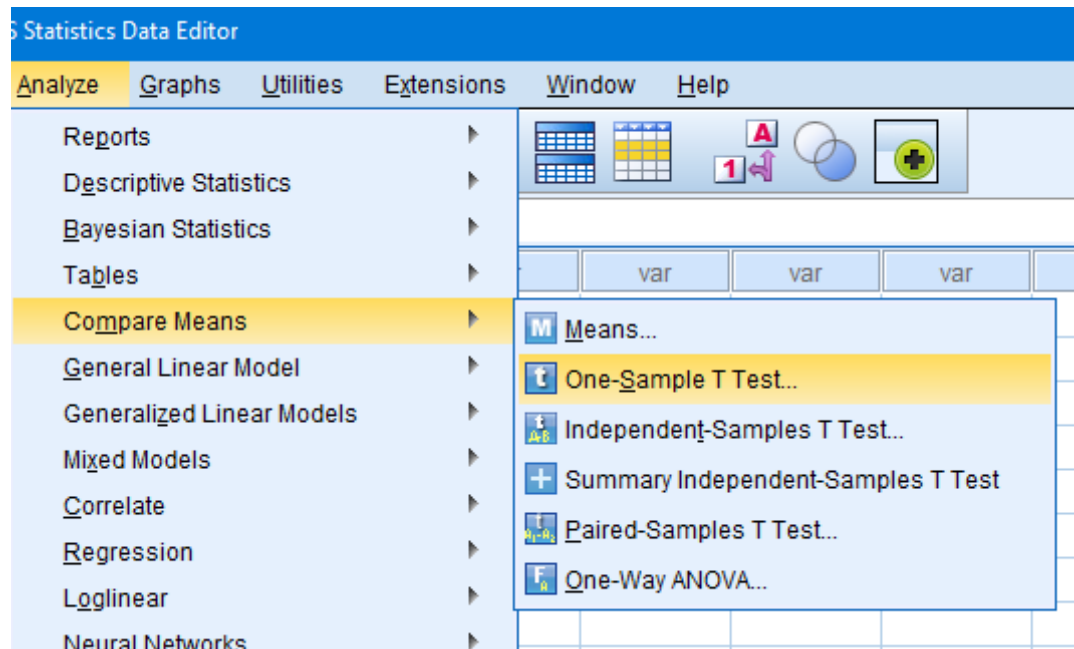 S Statistics Data Editor
Analyze Graphs Utilities Extensions Window Help
Reports
Descriptive Statistics
Bayesian Statistics
Tables
var var var
Compare Means
Means...
General Linear Model
One-Sample T Test...
Generalized Linear Models
Independent-Samples T Test...
Mixed Models
Summary Independent-Samples T Test
Correlate
Paired-Samples T Test...
Regression
One-Way ANOVA...
Loglinear
Neural Networks